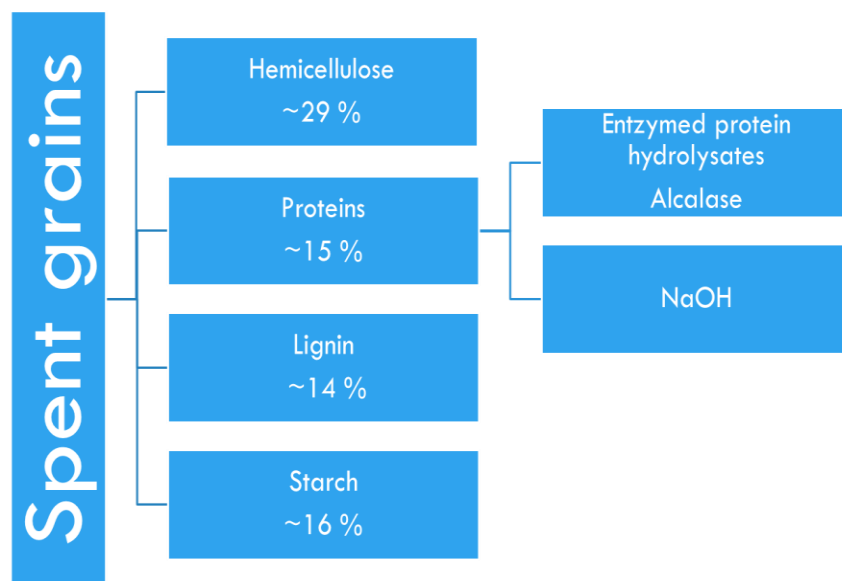 Spent grains
Hemicellulose
~29 %
Proteins
~15 %
Lignin
~14 %
Starch
~16 %
Entzymed protein
hydrolysates
Alcalase
NaOH